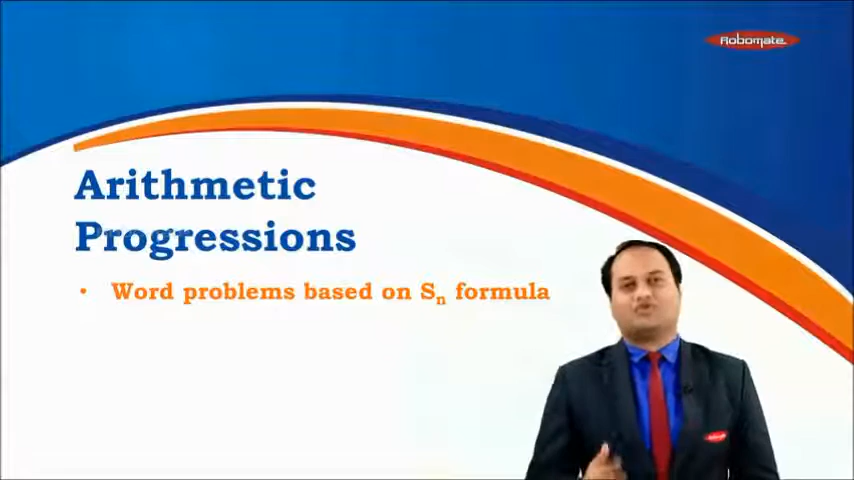 Robomate
Arithmetic
Progressions
• Word problems based on Sn formula